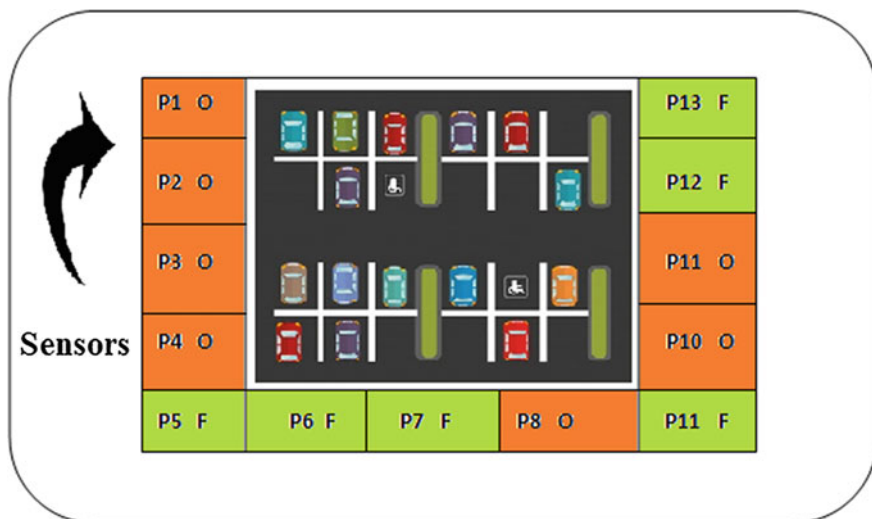 P1 O
P13 F
P2 O
P12 F
P3 O
P11 O
Sensors
P4 O
P10 O
P5 F
P6 F
P7 F
P8 O
P11 F